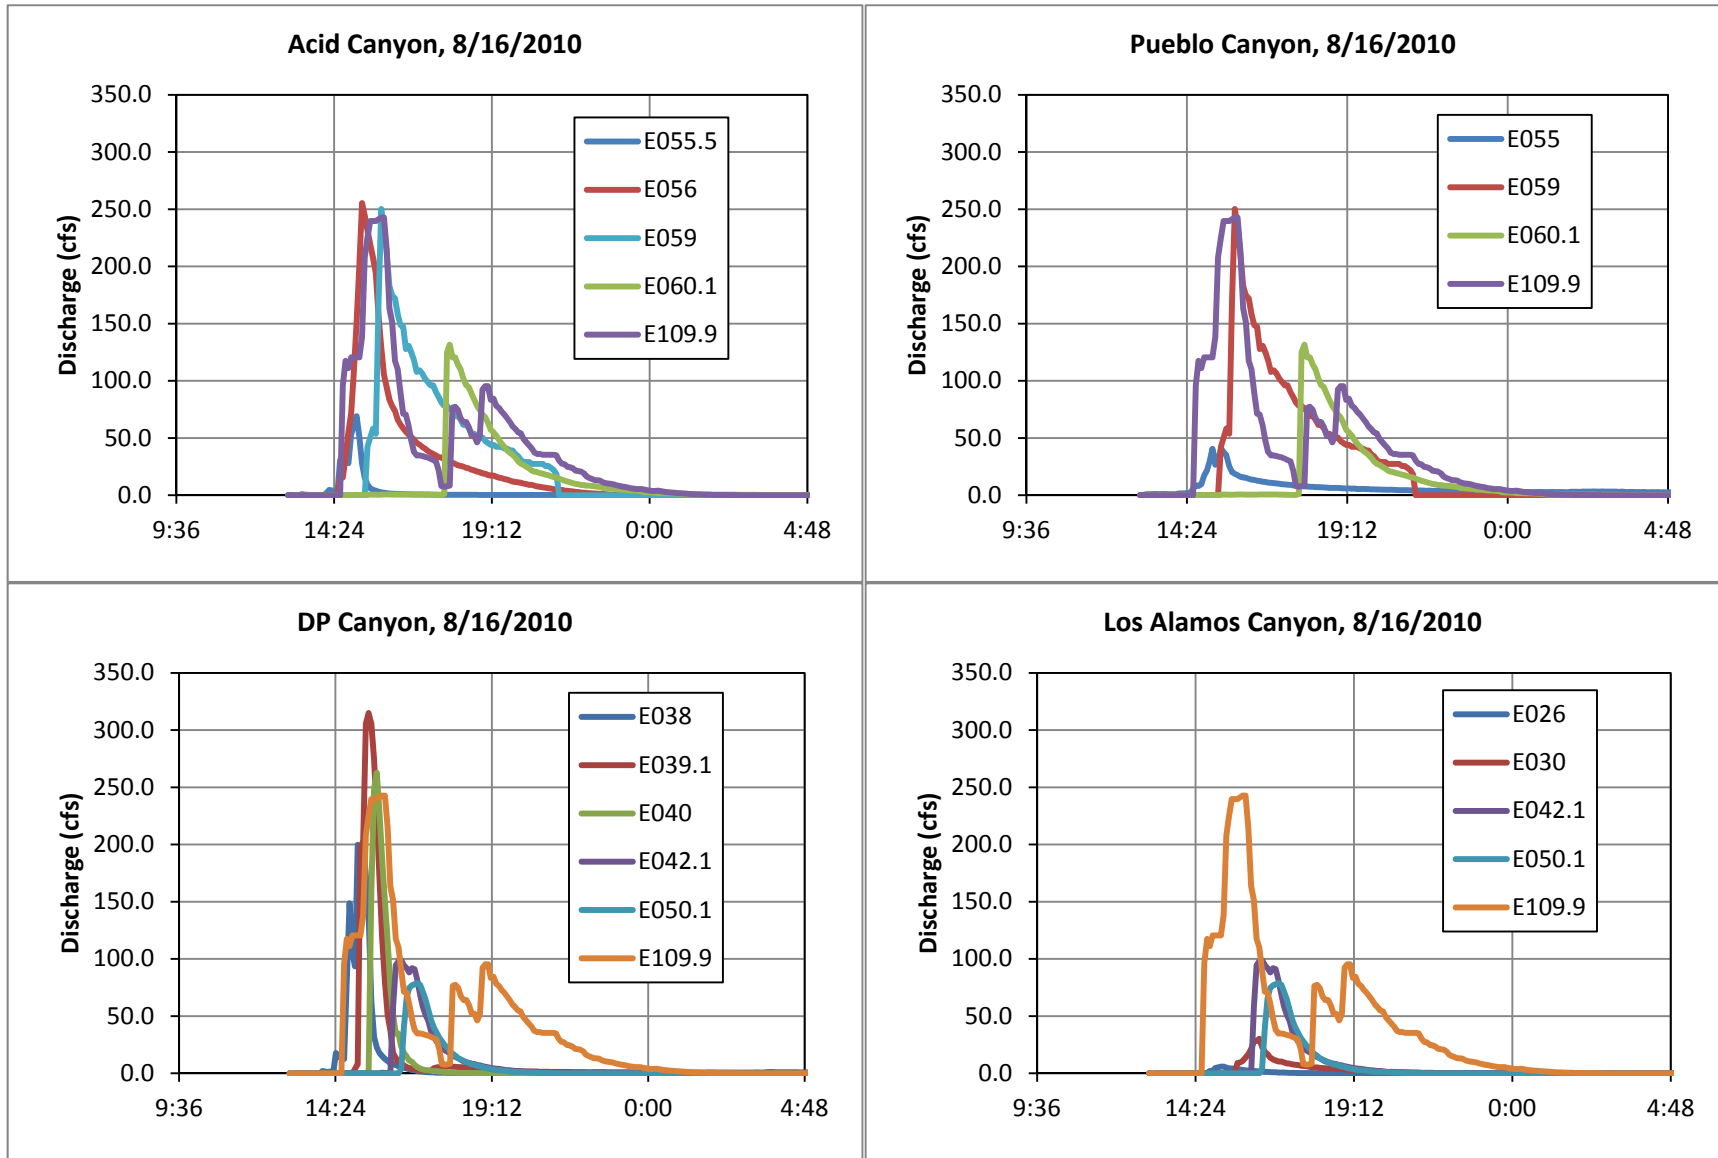 Acid Canyon, 8/16/2010
350.0
300.0
250.0
200.0
150.0
100.0
50.0
0.0
Discharge (cfs)
9:36 14:24 19:12 0:00 4:48
E055.5
E056
E059
E060.1
E109.9
Pueblo Canyon, 8/16/2010
350.0
300.0
250.0
200.0
150.0
100.0
50.0
0.0
Discharge (cfs)
9:36 14:24 19:12 0:00 4:48
E055
E059
E060.1
E109.9
DP Canyon, 8/16/2010
350.0
300.0
250.0
200.0
150.0
100.0
50.0
0.0
Discharge (cfs)
9:36 14:24 19:12 0:00 4:48
E038
E039.1
E040
E042.1
E050.1
E109.9
Los Alamos Canyon, 8/16/2010
350.0
300.0
250.0
200.0
150.0
100.0
50.0
0.0
Discharge (cfs)
9:36 14:24 19:12 0:00 4:48
E026
E030
E042.1
E050.1
E109.9